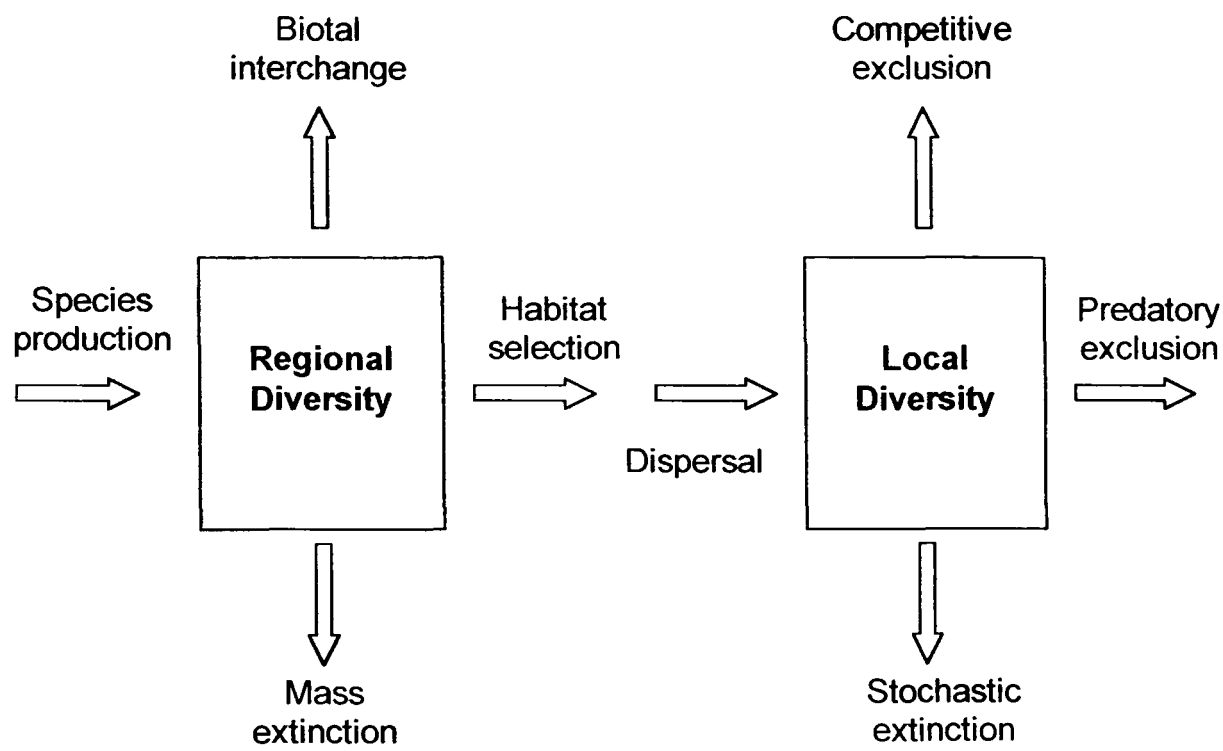 Biotal
interchange
Competitive
exclusion
Species
production
Regional
Diversity
Habitat
selection
Dispersal
Local
Diversity
Predatory
exclusion
Mass
extinction
Stochastic
extinction